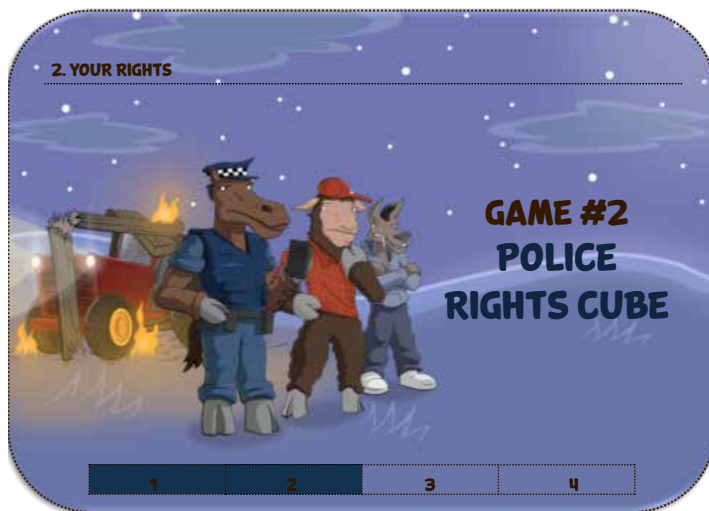 2. YOUR RIGHTS
GAME #2
POLICE
RIGHTS CUBE
1 2 3 4